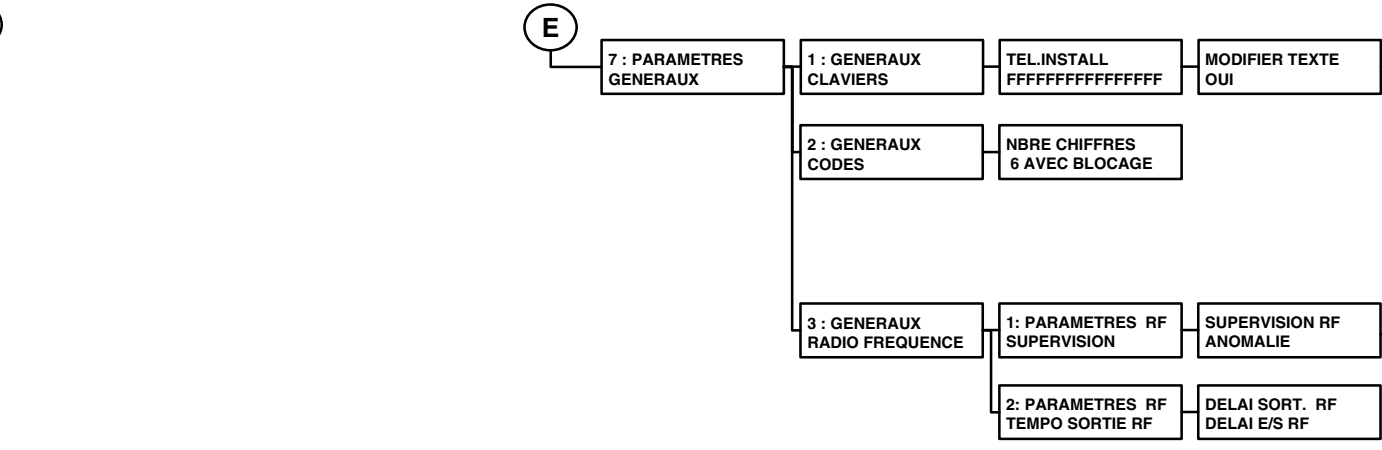 E
7 : PARAMETRES
GENERAUX
1 : GENERAUX
CLAVIERS
TEL.INSTALL
FFFFFFFFFFFFFFFF
MODIFIER TEXTE
OUI
2 : GENERAUX
CODES
NBRE CHIFFRES
6 AVEC BLOCAGE
3 : GENERAUX
RADIO FREQUENCE
1: PARAMETRES RF
SUPERVISION
SUPERVISION RF
ANOMALIE
2: PARAMETRES RF
TEMPO SORTIE RF
DELAI SORT. RF
DELAI E/S RF